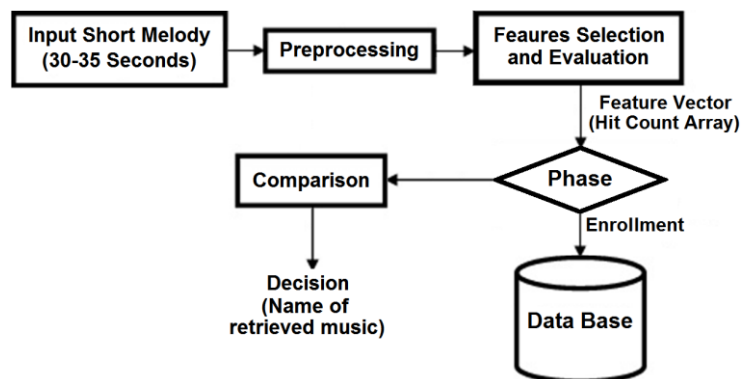 Input Short Melody
(30-35 Seconds)
Preprocessing
Feaures Selection
and Evaluation
Feature Vector
(Hit Count Array)
Phase
Comparison
Enrollment
Decision
(Name of
retrieved music)
Data Base